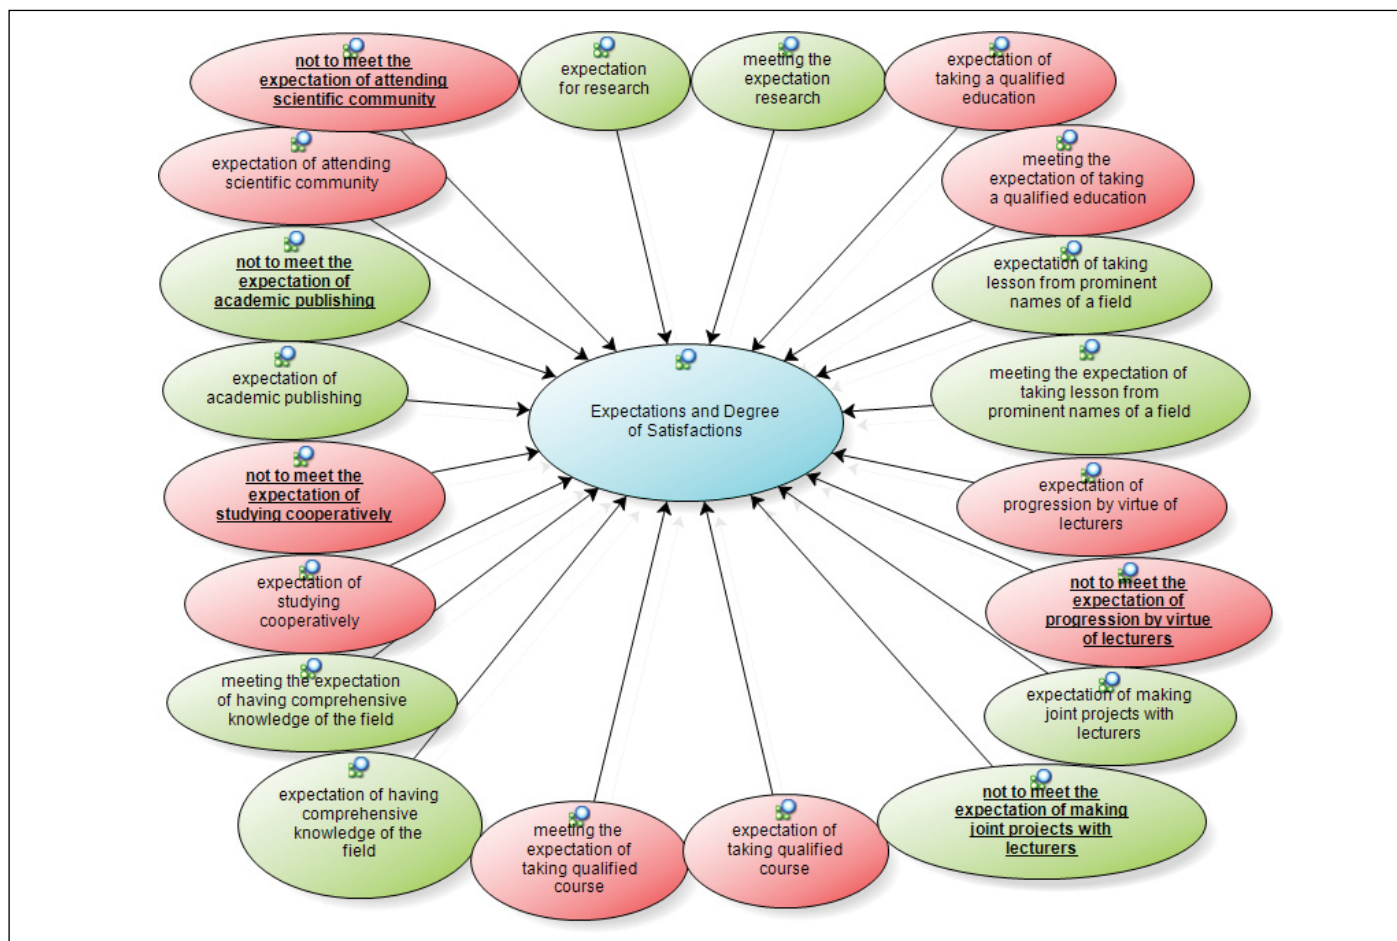 not to meet the
expectation of attending
scientific community
expectation
for research
meeting the
expectation
research
expectation of
taking a qualified
education
expectation of attending
scientific community
meeting the
expectation of taking
a qualified education
not to meet the
expectation of
academic publishing
expectation of taking
lesson from prominent
names of a field
expectation of
academic publishing
meeting the expectation of
taking lesson from
prominent names of a field
Expectations and Degree
of Satisfactions
not to meet the
expectation of
studying cooperatively
expectation of
progression by virtue of
lecturers
expectation of
studying
cooperatively
not to meet the
expectation of
progression by virtue
of lecturers
meeting the expectation
of having comprehensive
knowledge of the field
expectation of making
joint projects with
lecturers
expectation of having
comprehensive
knowledge of the
field
meeting the
expectation of
taking qualified
course
expectation of
taking qualified
course
not to meet the
expectation of making
joint projects with
lecturers